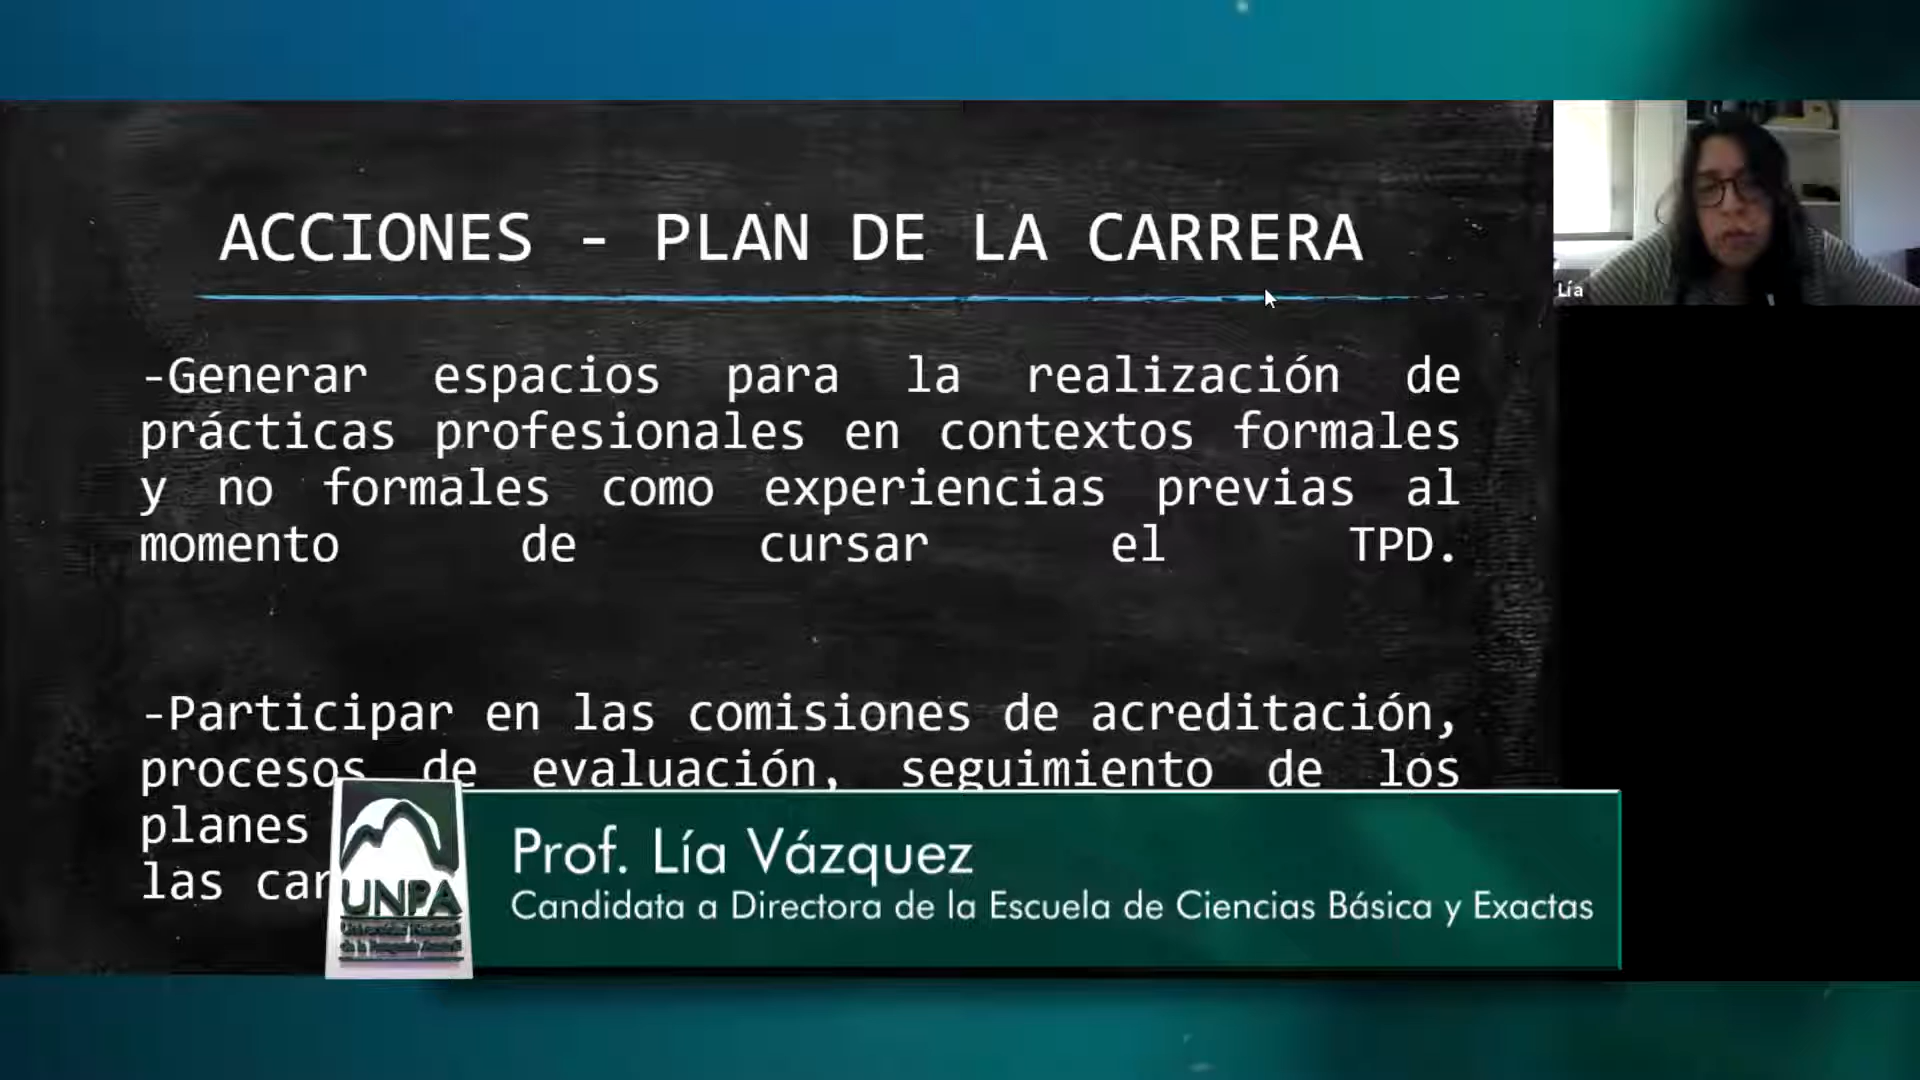 ACCIONES - PLAN DE LA CARRERA
Lía
-Generar espacios para la realización de
prácticas profesionales en contextos formales
y no formales como experiencias previas al
momento de cursar el TPD.
-Participar en las comisiones de acreditación,
procesos de evaluación, seguimiento de los
planes
las
UNPA
Prof. Lía Vázquez
Candidata a Directora de la Escuela de Ciencias Básica y Exactas